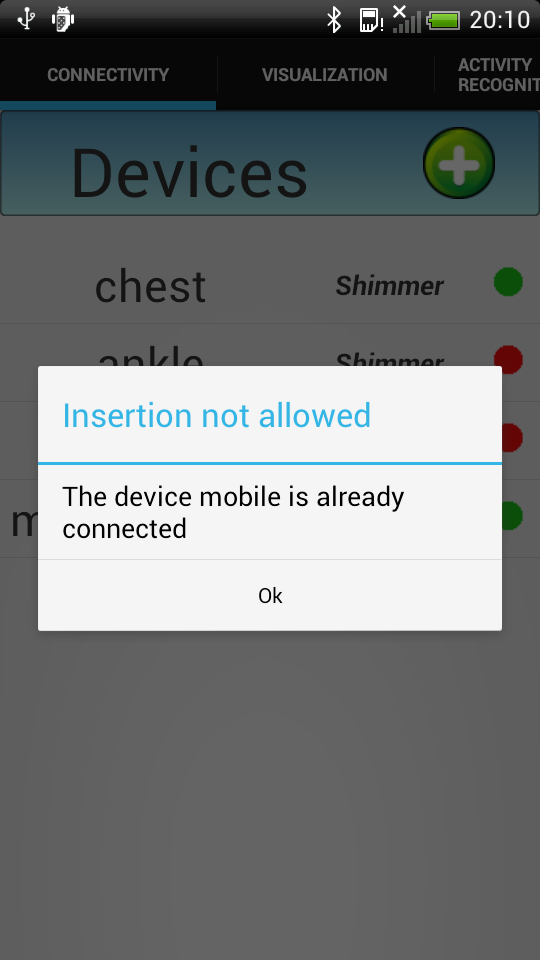 20:10
CONNECTIVITY
VISUALIZATION
ACTIVITY
RECOGNIT
Devices
chest Shimmer
ankle Shimmer
m
Insertion not allowed
The device mobile is already
connected
Ok